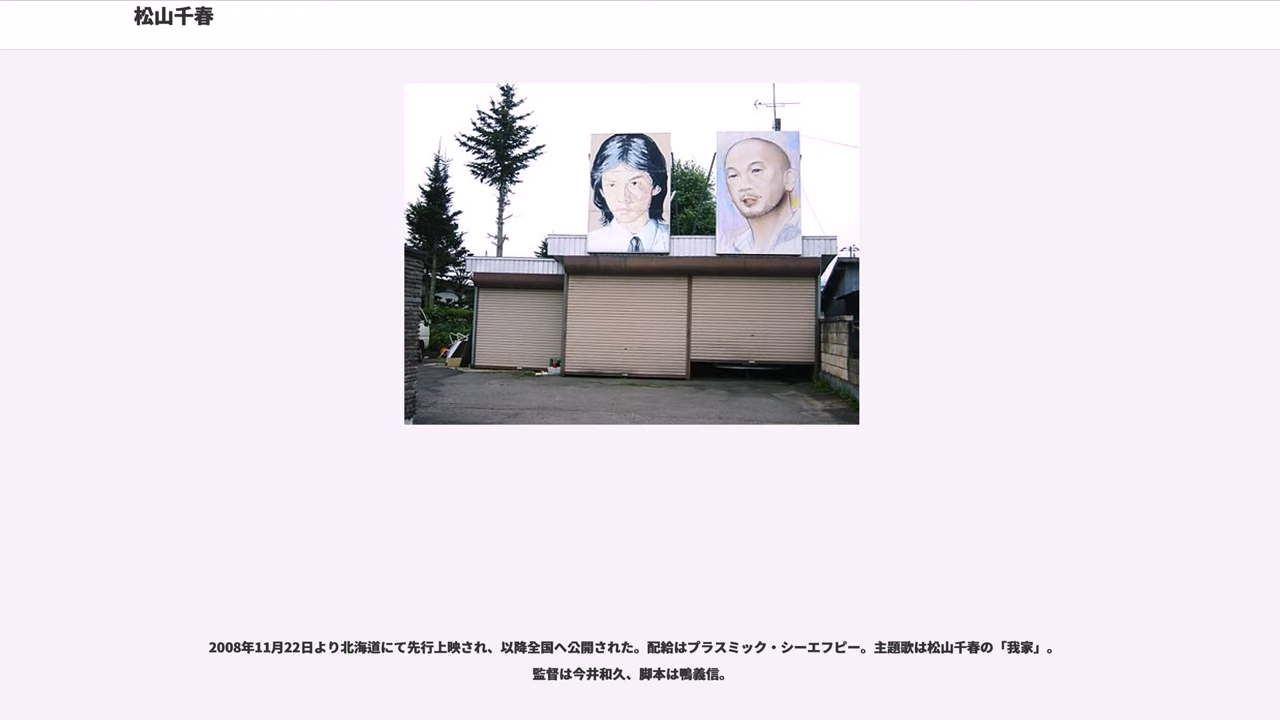 松山千春
2008年11月22日より北海道にて先行上映され、以降全国へ公開された。配給はプラスミック・シーエフピー。主題歌は松山千春の「我家」。
監督は今井和久、脚本は鴨義信。